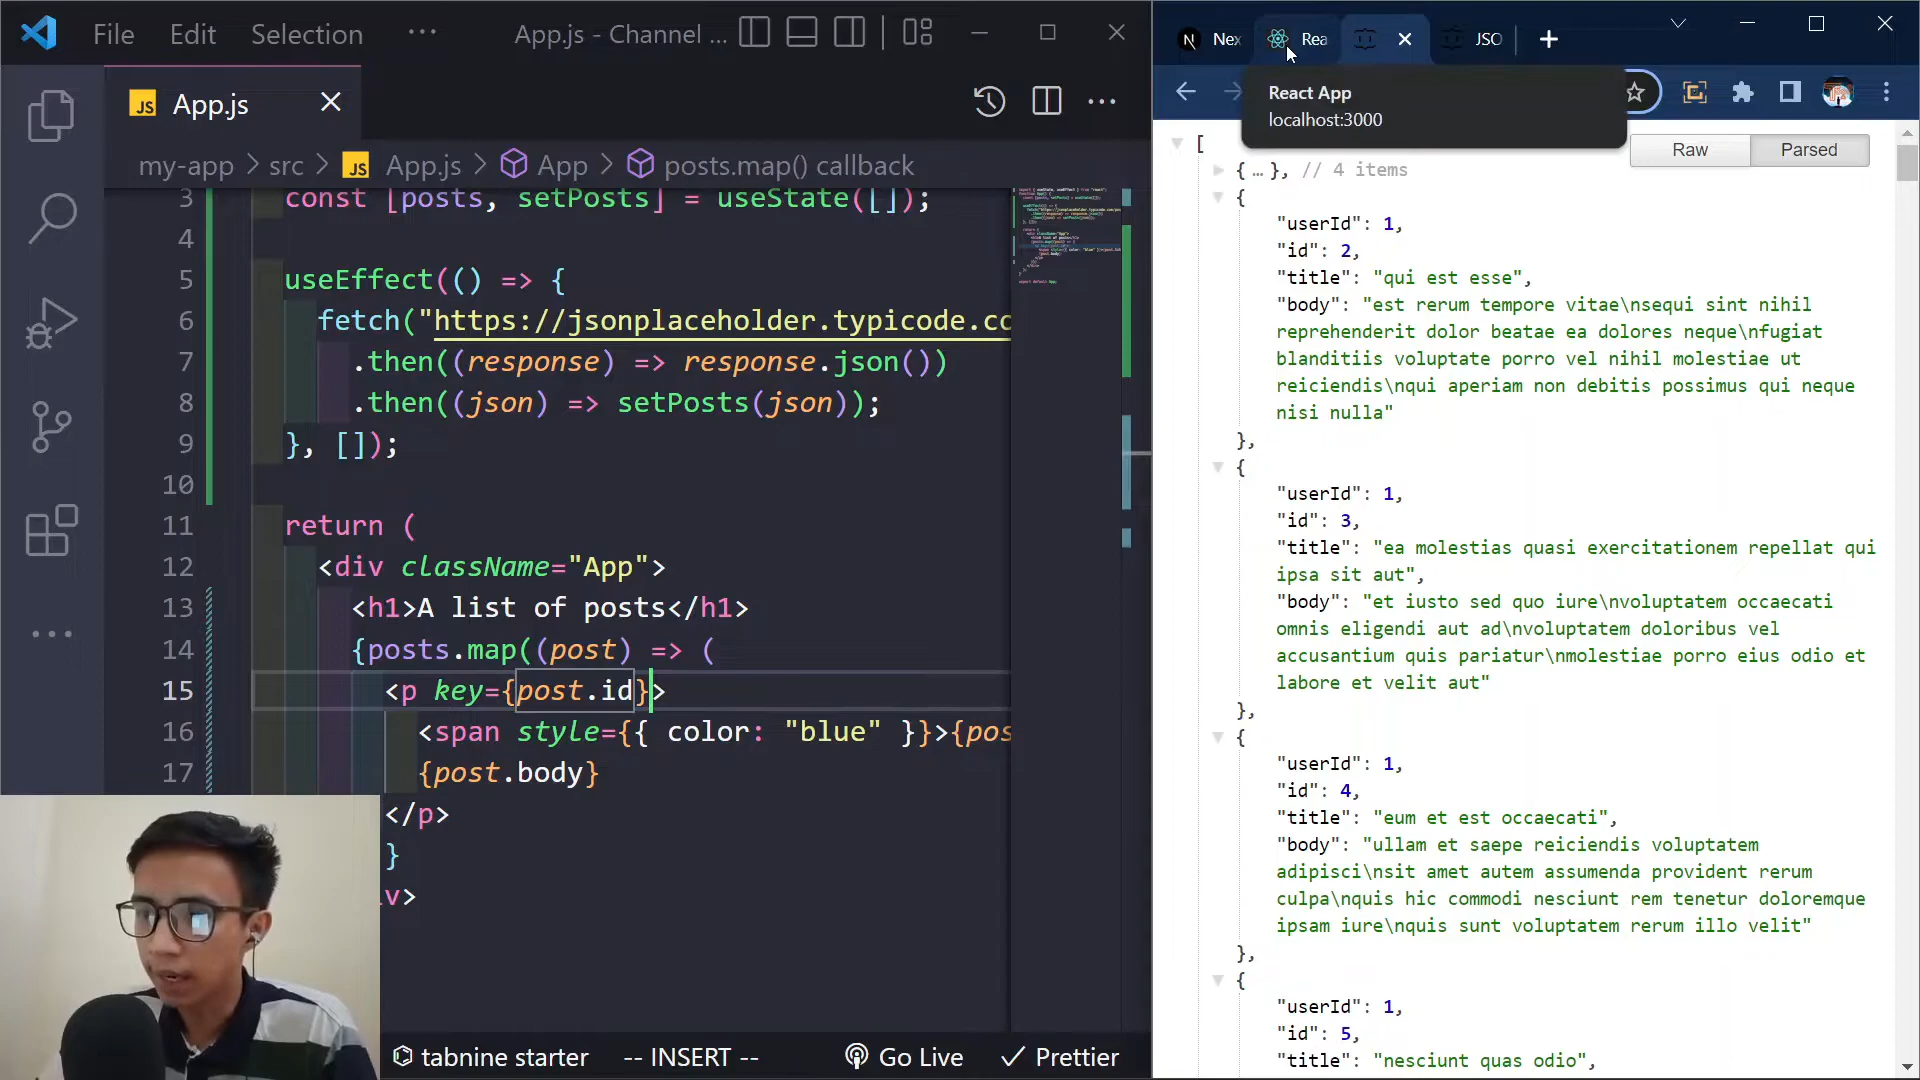 File Edit Selection ··· App.js - Channel ...
JS App.js
my-app > src > JS App.js > App > posts.map() callback
3 const [posts, setPosts] = useState([]);
4
5 useEffect(() => {
6 fetch("https://jsonplaceholder.typicode.co
7 .then((response) => response.json())
8 .then((json) => setPosts(json));
9 }, []);
10
11 return (
12 <div className="App">
13 <h1>A list of posts</h1>
14 {posts.map((post) => (
15 <p key={post.id}>
16 <span style={{ color: "blue" }}>{pos
17 {post.body}
</p>
}
v>
tabnine starter -- INSERT -- Go Live Prettier
N Nex Rea JSO
React App
localhost:3000
Raw Parsed
[
{…}, // 4 items
{
"userId": 1,
"id": 2,
"title": "qui est esse",
"body": "est rerum tempore vitae\nsequi sint nihil
reprehenderit dolor beatae ea dolores neque\nfugiat
blanditiis voluptate porro vel nihil molestiae ut
reiciendis\nqui aperiam non debitis possimus qui neque
nisi nulla"
},
{
"userId": 1,
"id": 3,
"title": "ea molestias quasi exercitationem repellat qui
ipsa sit aut",
"body": "et iusto sed quo iure\nvoluptatem occaecati
omnis eligendi aut ad\nvoluptatem doloribus vel
accusantium quis pariatur\nmolestiae porro eius odio et
labore et velit aut"
},
{
"userId": 1,
"id": 4,
"title": "eum et est occaecati",
"body": "ullam et saepe reiciendis voluptatem
adipisci\nsit amet autem assumenda provident rerum
culpa\nquis hic commodi nesciunt rem tenetur doloremque
ipsam iure\nquis sunt voluptatem rerum illo velit"
},
{
"userId": 1,
"id": 5,
"title": "nesciunt quas odio",